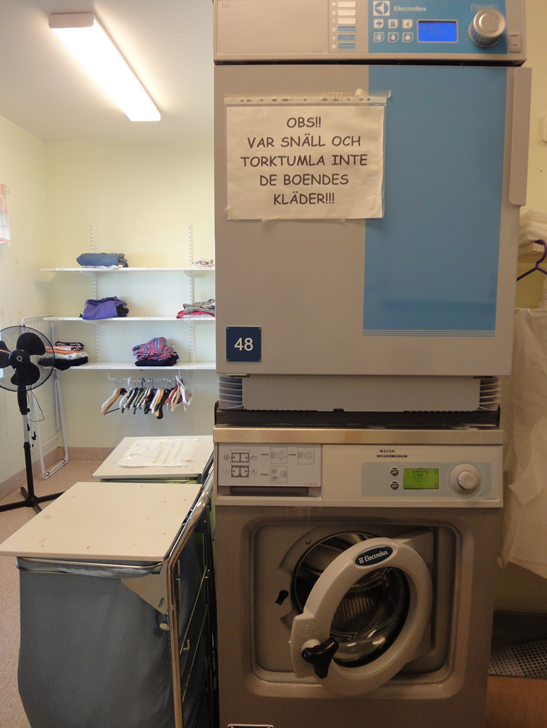 Electrolux
OBS!!
VAR SNÄLL OCH
TORKTUMLA INTE
DE BOENDES
KLÄDER!!!
48
Electrolux